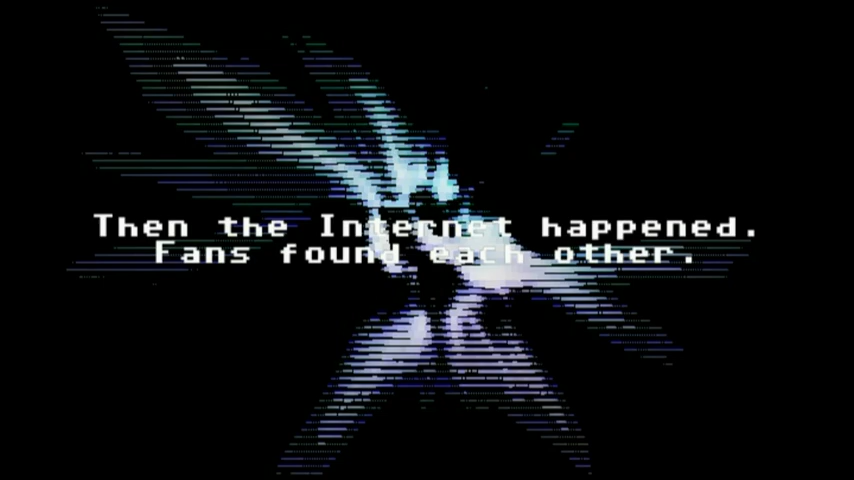 Then the Internet happened.
Fans found each other.